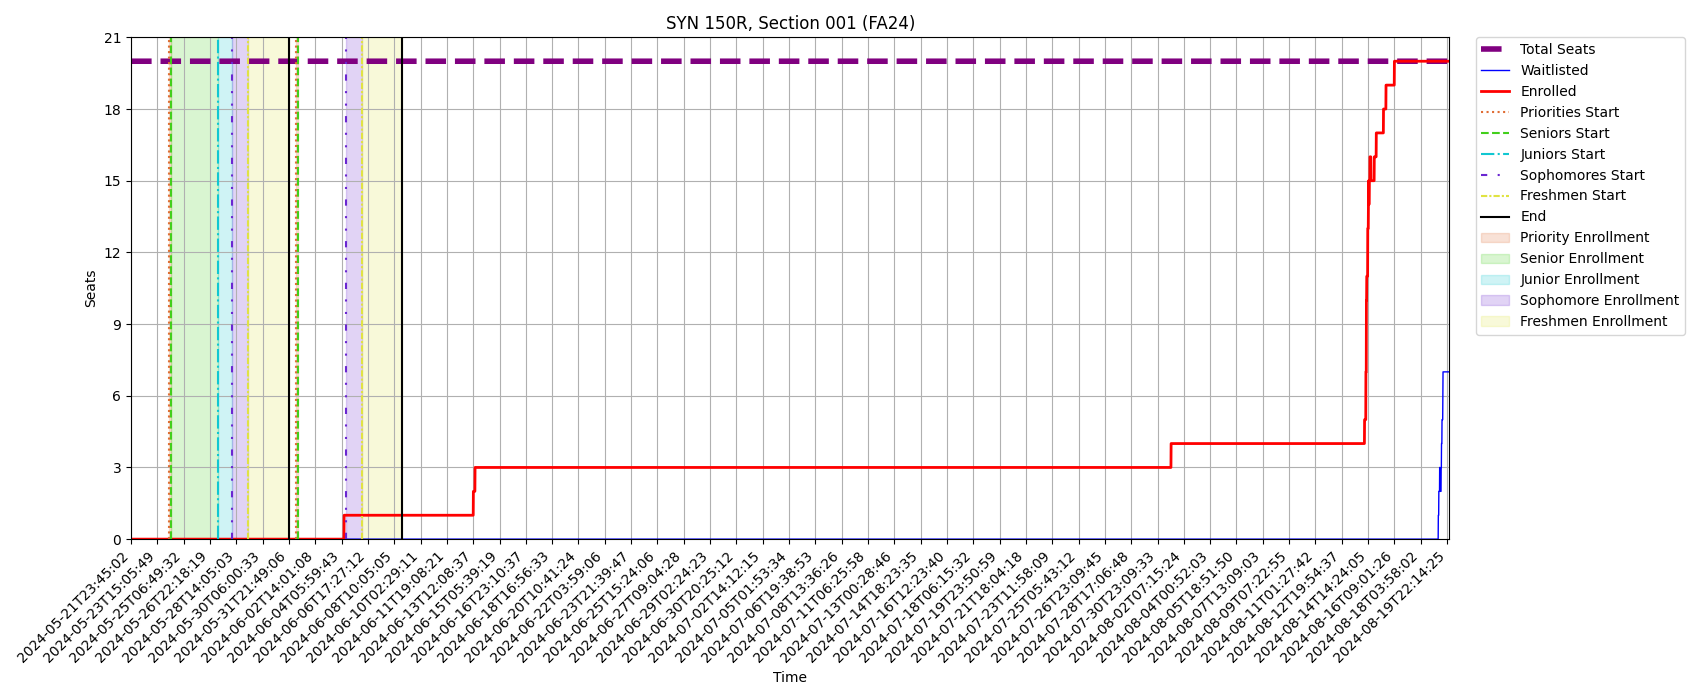 SYN 150R, Section 001 (FA24)
Seats
21
18
15
12
9
6
3
0
2024-05-21T23:45:02
2024-05-23T15:05:49
2024-05-25T06:49:32
2024-05-26T22:18:19
2024-05-28T14:05:03
2024-05-30T06:00:33
2024-05-31T21:49:06
2024-06-02T14:01:08
2024-06-04T05:59:43
2024-06-06T17:27:12
2024-06-08T10:05:05
2024-06-10T02:29:11
2024-06-11T19:08:21
2024-06-13T12:08:37
2024-06-15T05:39:19
2024-06-16T23:10:37
2024-06-18T16:56:33
2024-06-20T10:41:24
2024-06-22T03:59:06
2024-06-23T21:39:47
2024-06-25T15:24:06
2024-06-27T09:04:28
2024-06-29T02:24:23
2024-06-30T20:25:12
2024-07-02T14:12:15
2024-07-05T01:53:34
2024-07-06T19:38:53
2024-07-08T13:36:26
2024-07-11T06:25:58
2024-07-13T00:28:46
2024-07-14T18:23:35
2024-07-16T12:23:40
2024-07-18T06:15:32
2024-07-19T23:50:59
2024-07-21T18:04:18
2024-07-23T11:58:09
2024-07-25T05:43:12
2024-07-26T23:09:45
2024-07-28T17:06:48
2024-07-30T23:09:33
2024-08-02T07:15:24
2024-08-04T00:52:03
2024-08-05T18:51:50
2024-08-07T13:09:03
2024-08-09T07:22:55
2024-08-11T01:27:42
2024-08-12T19:54:37
2024-08-14T14:24:05
2024-08-16T09:01:26
2024-08-18T03:58:02
2024-08-19T22:14:25
Time
Total Seats
Waitlisted
Enrolled
Priorities Start
Seniors Start
Juniors Start
Sophomores Start
Freshmen Start
End
Priority Enrollment
Senior Enrollment
Junior Enrollment
Sophomore Enrollment
Freshmen Enrollment